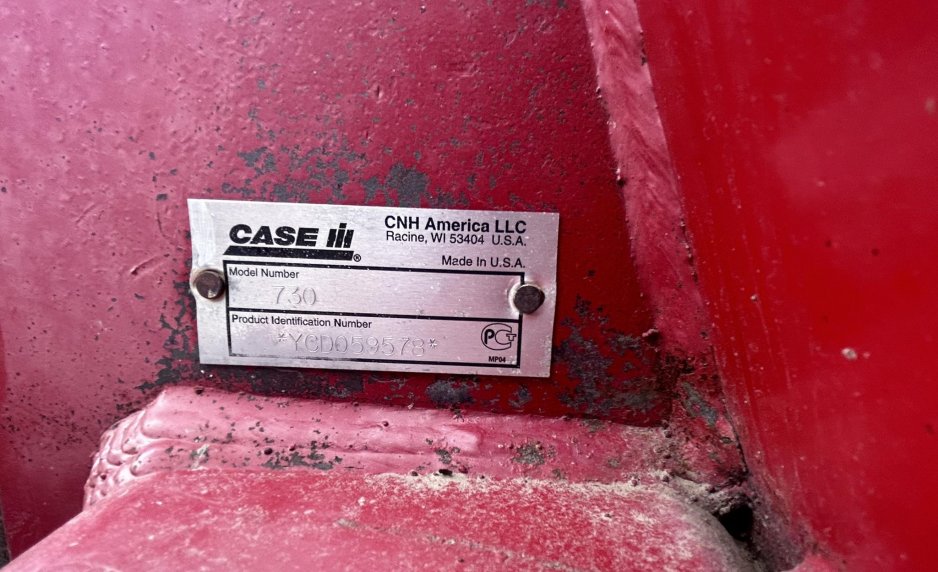 CASE IH®
CNH America LLC
Racine, WI 53404 U.S.A.
Made In U.S.A.
Model Number
730
Product Identification Number
*YCD059578*
PCT
MP04